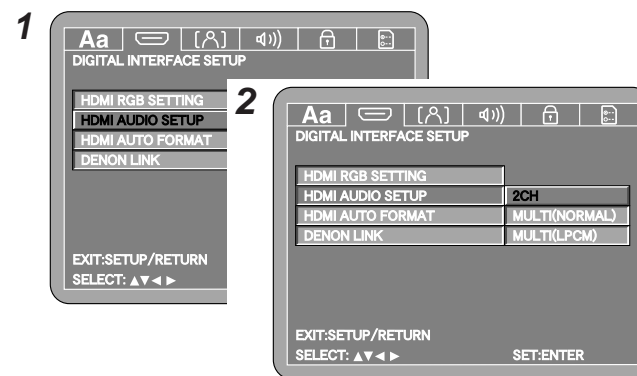 1
Aa
DIGITAL INTERFACE SETUP
HDMI RGB SETTING
HDMI AUDIO SETUP
HDMI AUTO FORMAT
DENON LINK
EXIT:SETUP/RETURN
SELECT: ▲▼◄►
2
Aa
DIGITAL INTERFACE SETUP
HDMI RGB SETTING
HDMI AUDIO SETUP 2CH
HDMI AUTO FORMAT MULTI(NORMAL)
DENON LINK MULTI(LPCM)
EXIT:SETUP/RETURN
SELECT: ▲▼◄► SET:ENTER